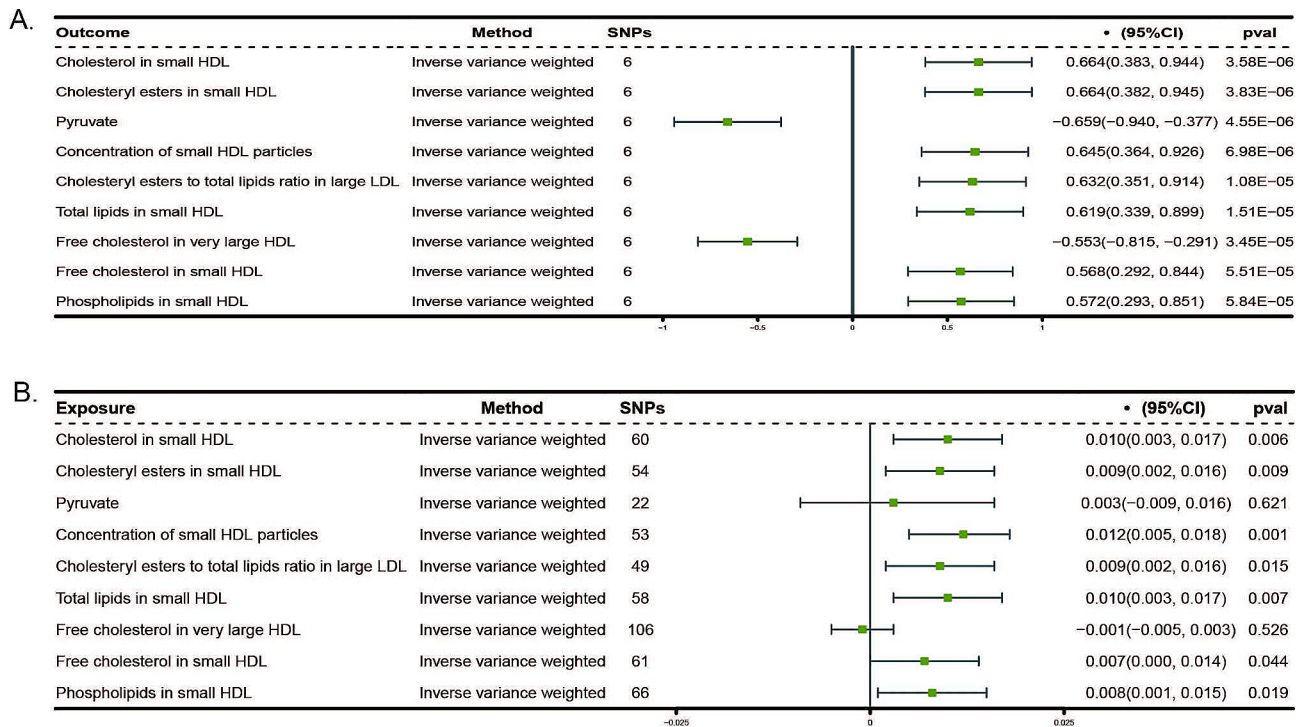 A.
Outcome Method SNPs • (95%CI) pval
Cholesterol in small HDL Inverse variance weighted 6 0.664(0.383, 0.944) 3.58E−06
Cholesteryl esters in small HDL Inverse variance weighted 6 0.664(0.382, 0.945) 3.83E−06
Pyruvate Inverse variance weighted 6 −0.659(−0.940, −0.377) 4.55E−06
Concentration of small HDL particles Inverse variance weighted 6 0.645(0.364, 0.926) 6.98E−06
Cholesteryl esters to total lipids ratio in large LDL Inverse variance weighted 6 0.632(0.351, 0.914) 1.08E−05
Total lipids in small HDL Inverse variance weighted 6 0.619(0.339, 0.899) 1.51E−05
Free cholesterol in very large HDL Inverse variance weighted 6 −0.553(−0.815, −0.291) 3.45E−05
Free cholesterol in small HDL Inverse variance weighted 6 0.568(0.292, 0.844) 5.51E−05
Phospholipids in small HDL Inverse variance weighted 6 0.572(0.293, 0.851) 5.84E−05
−1 −0.5 0 0.5 1
B.
Exposure Method SNPs • (95%CI) pval
Cholesterol in small HDL Inverse variance weighted 60 0.010(0.003, 0.017) 0.006
Cholesteryl esters in small HDL Inverse variance weighted 54 0.009(0.002, 0.016) 0.009
Pyruvate Inverse variance weighted 22 0.003(−0.009, 0.016) 0.621
Concentration of small HDL particles Inverse variance weighted 53 0.012(0.005, 0.018) 0.001
Cholesteryl esters to total lipids ratio in large LDL Inverse variance weighted 49 0.009(0.002, 0.016) 0.015
Total lipids in small HDL Inverse variance weighted 58 0.010(0.003, 0.017) 0.007
Free cholesterol in very large HDL Inverse variance weighted 106 −0.001(−0.005, 0.003) 0.526
Free cholesterol in small HDL Inverse variance weighted 61 0.007(0.000, 0.014) 0.044
Phospholipids in small HDL Inverse variance weighted 66 0.008(0.001, 0.015) 0.019
−0.025 0 0.025